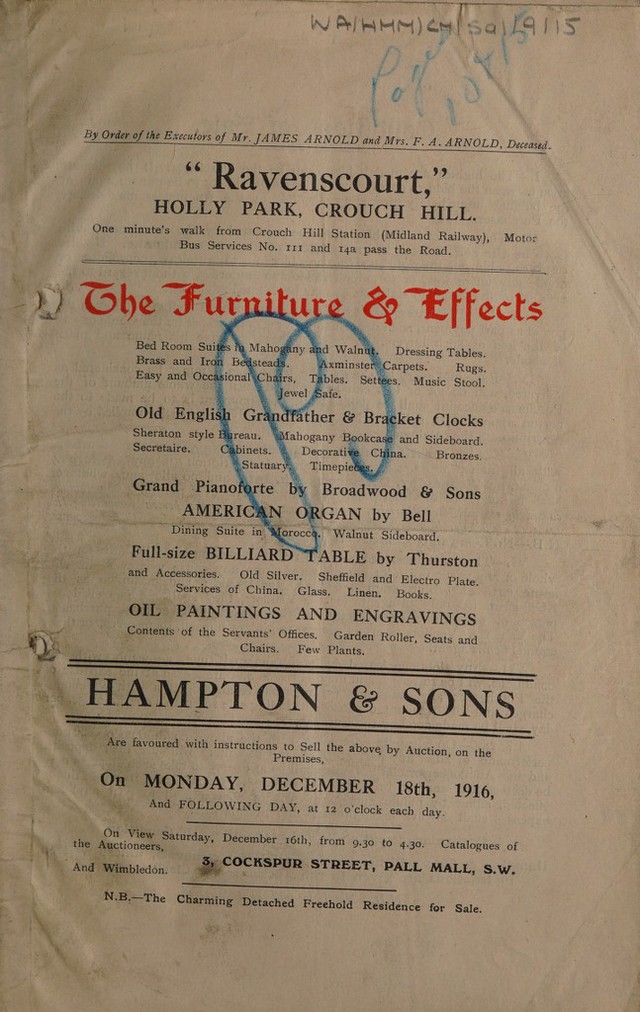 WA/HMM/CM/Sal/9/15
By Order of the Executors of Mr. JAMES ARNOLD and Mrs. F. A. ARNOLD, Deceased.
“ Ravenscourt,”
HOLLY PARK, CROUCH HILL.
One minute's walk from Crouch Hill Station (Midland Railway), Motor
Bus Services No. 111 and 14a pass the Road.
The Furniture & Effects
Bed Room Suites in Mahogany and Walnut. Dressing Tables.
Brass and Iron Bedsteads. Axminster Carpets. Rugs.
Easy and Occasional Chairs, Tables. Settees. Music Stool.
Jewel Safe.
Old English Grandfather & Bracket Clocks
Sheraton style Bureau. Mahogany Bookcase and Sideboard.
Secretaire. Cabinets. Decorative China. Bronzes.
Statuary. Timepieces.
Grand Pianoforte by Broadwood & Sons
AMERICAN ORGAN by Bell
Dining Suite in Morocco. Walnut Sideboard.
Full-size BILLIARD TABLE by Thurston
and Accessories. Old Silver. Sheffield and Electro Plate.
Services of China. Glass. Linen. Books.
OIL PAINTINGS AND ENGRAVINGS
Contents of the Servants' Offices. Garden Roller, Seats and
Chairs. Few Plants.
HAMPTON & SONS
Are favoured with instructions to Sell the above by Auction, on the
Premises,
On MONDAY, DECEMBER 18th, 1916,
And FOLLOWING DAY, at 12 o'clock each day.
On View Saturday, December 16th, from 9.30 to 4.30. Catalogues of
the Auctioneers,
3, COCKSPUR STREET, PALL MALL, S.W.
And Wimbledon.
N.B.—The Charming Detached Freehold Residence for Sale.